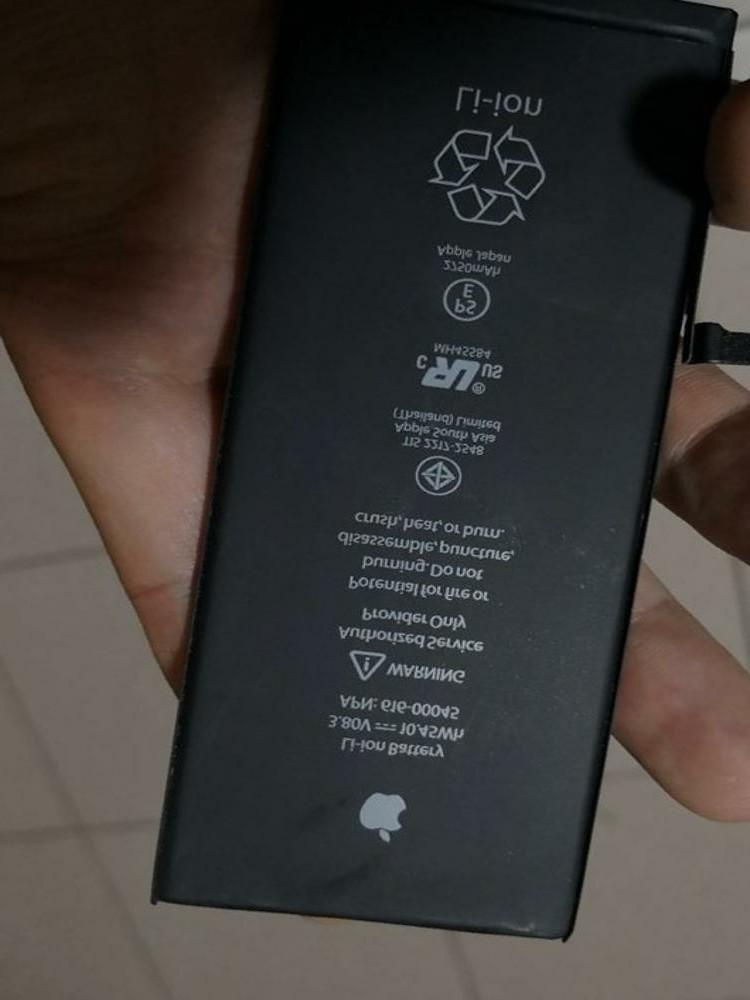 Li-ion Battery
3.80V ⎓ 10.45Wh
APN: 616-00045
WARNING
Authorized Service
Provider Only
Potential for fire or
burning. Do not
disassemble, puncture,
crush, heat, or burn.
TIS 2217-2548
Apple South Asia
(Thailand) Limited
C RU US ®
MH45584
PS
E
2750mAh
Apple Japan
Li-ion